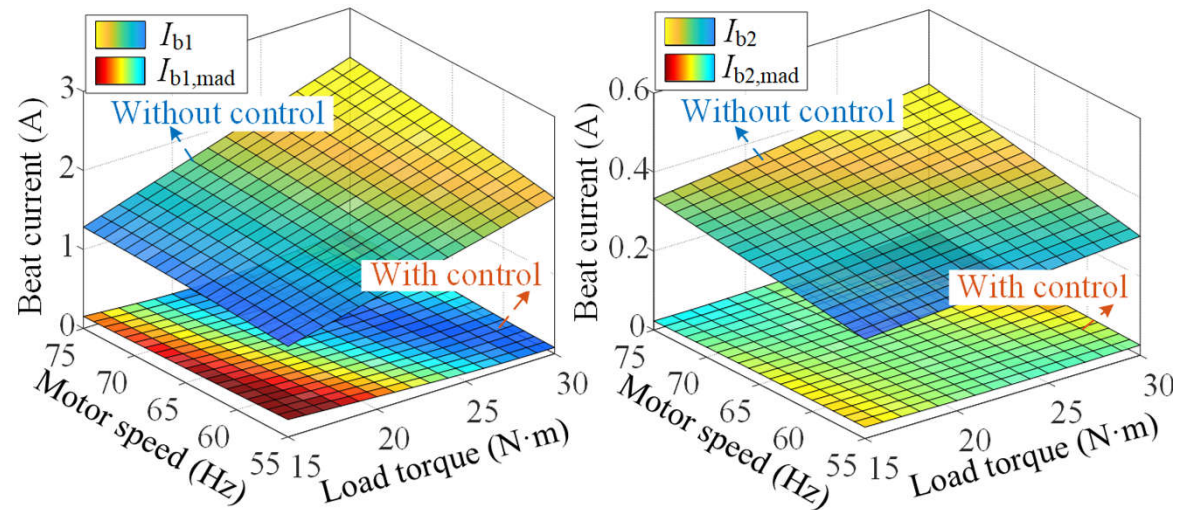 I_b1
I_b1,mad
Without control
With control
Beat current (A)
3
2
1
0
75
70
65
60
55
Motor speed (Hz)
15
20
25
30
Load torque (N·m)
I_b2
I_b2,mad
Without control
With control
Beat current (A)
0.6
0.4
0.2
0
75
70
65
60
55
Motor speed (Hz)
15
20
25
30
Load torque (N·m)